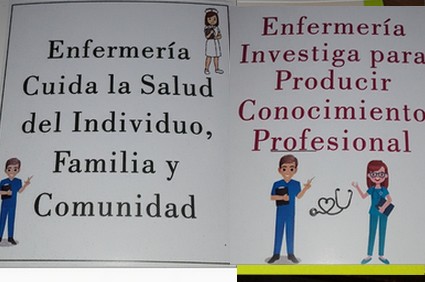 Enfermería
Cuida la Salud
del Individuo,
Familia y
Comunidad
Enfermería
Investiga para
Producir
Conocimiento
Profesional